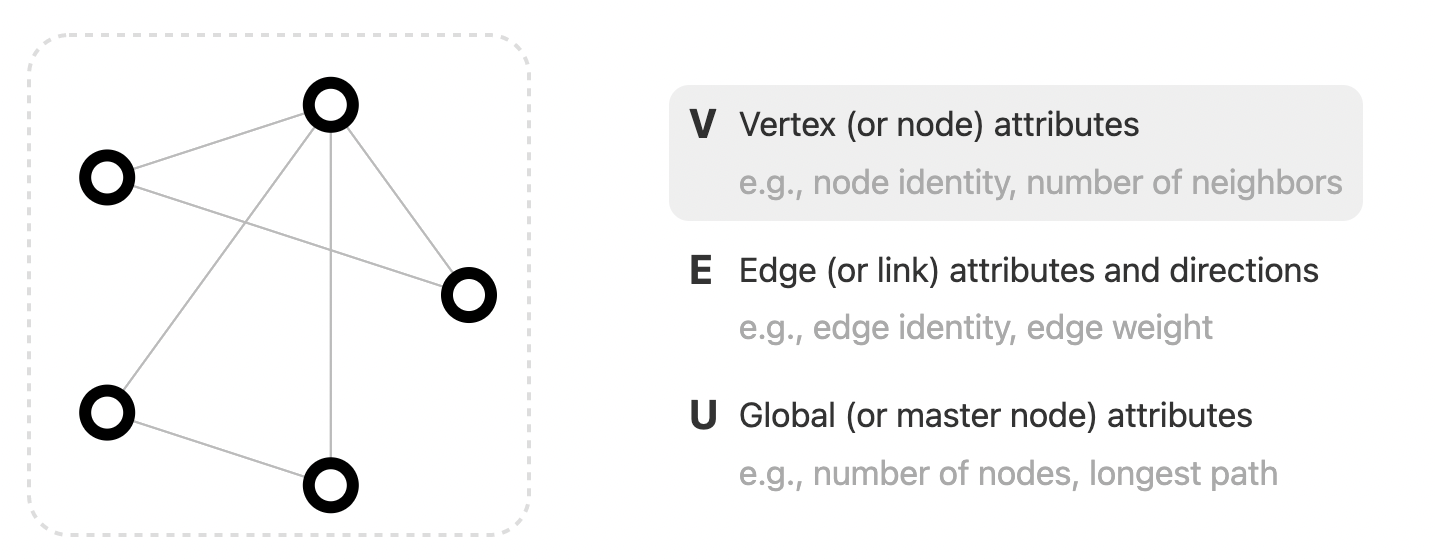 V Vertex (or node) attributes
e.g., node identity, number of neighbors
E Edge (or link) attributes and directions
e.g., edge identity, edge weight
U Global (or master node) attributes
e.g., number of nodes, longest path